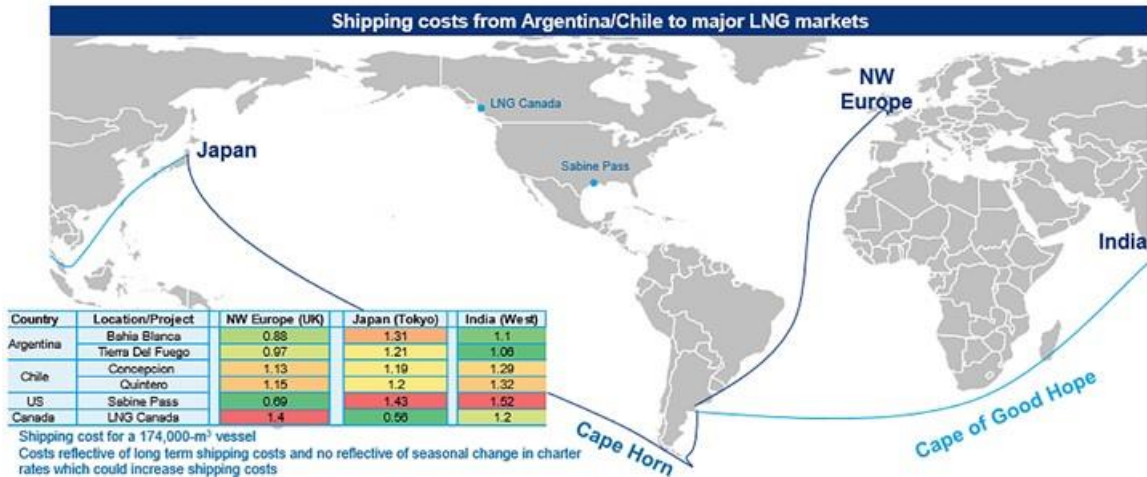 Shipping costs from Argentina/Chile to major LNG markets
NW
Europe
LNG Canada
Japan
Sabine Pass
India
Country Location/Project NW Europe (UK) Japan (Tokyo) India (West)
Argentina Bahia Blanca 0.88 1.31 1.1
Tierra Del Fuego 0.97 1.21 1.06
Chile Concepcion 1.13 1.19 1.29
Quintero 1.15 1.2 1.32
US Sabine Pass 0.69 1.43 1.52
Canada LNG Canada 1.4 0.56 1.2
Cape Horn
Cape of Good Hope
Shipping cost for a 174,000-m³ vessel
Costs reflective of long term shipping costs and no reflective of seasonal change in charter
rates which could increase shipping costs